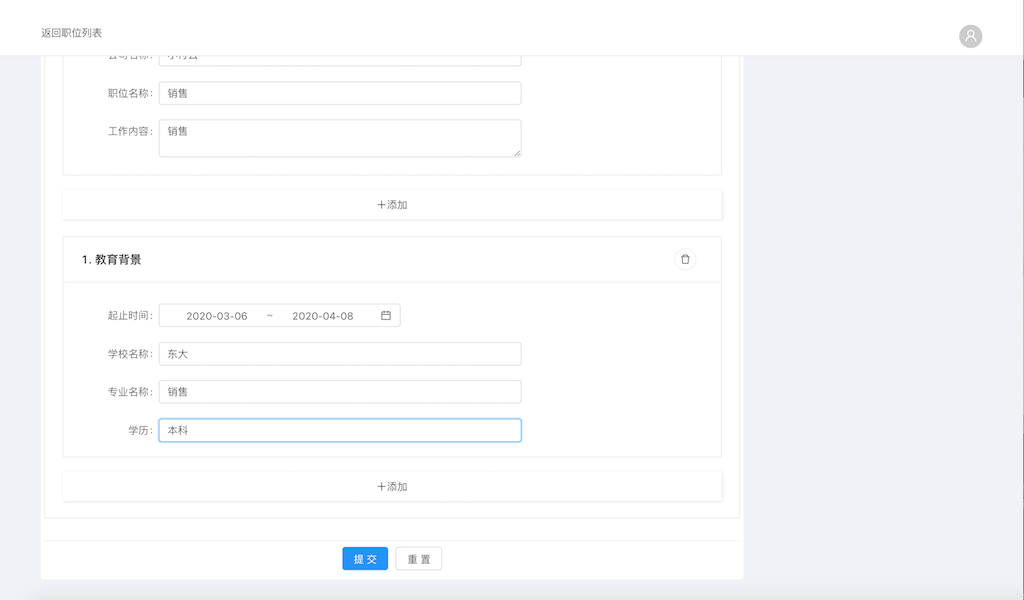 返回职位列表
职位名称: 销售
工作内容: 销售
+添加
1. 教育背景
起止时间: 2020-03-06 ~ 2020-04-08
学校名称: 东大
专业名称: 销售
学历: 本科
+添加
提交 重置